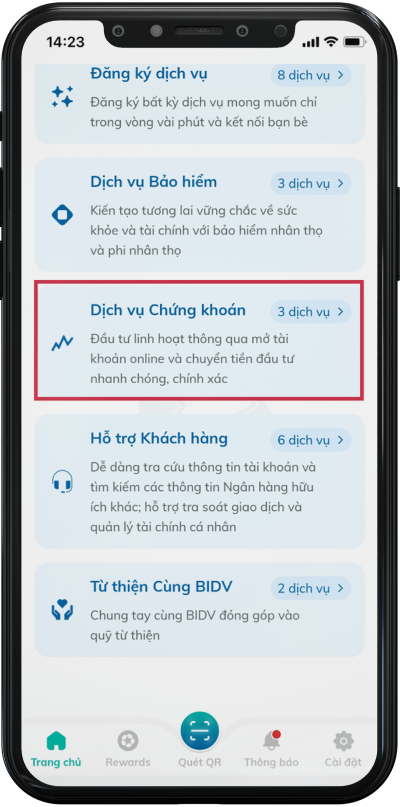 14:23
Đăng ký dịch vụ
8 dịch vụ >
Đăng ký bất kỳ dịch vụ mong muốn chỉ
trong vòng vài phút và kết nối bạn bè
Dịch vụ Bảo hiểm
3 dịch vụ >
Kiến tạo tương lai vững chắc về sức
khỏe và tài chính với bảo hiểm nhân thọ
và phi nhân thọ
Dịch vụ Chứng khoán
3 dịch vụ >
Đầu tư linh hoạt thông qua mở tài
khoản online và chuyển tiền đầu tư
nhanh chóng, chính xác
Hỗ trợ Khách hàng
6 dịch vụ >
Dễ dàng tra cứu thông tin tài khoản và
tìm kiếm các thông tin Ngân hàng hữu
ích khác; hỗ trợ tra soát giao dịch và
quản lý tài chính cá nhân
Từ thiện Cùng BIDV
2 dịch vụ >
Chung tay cùng BIDV đóng góp vào
quỹ từ thiện
Trang chủ
Rewards
Quét QR
Thông báo
Cài đặt